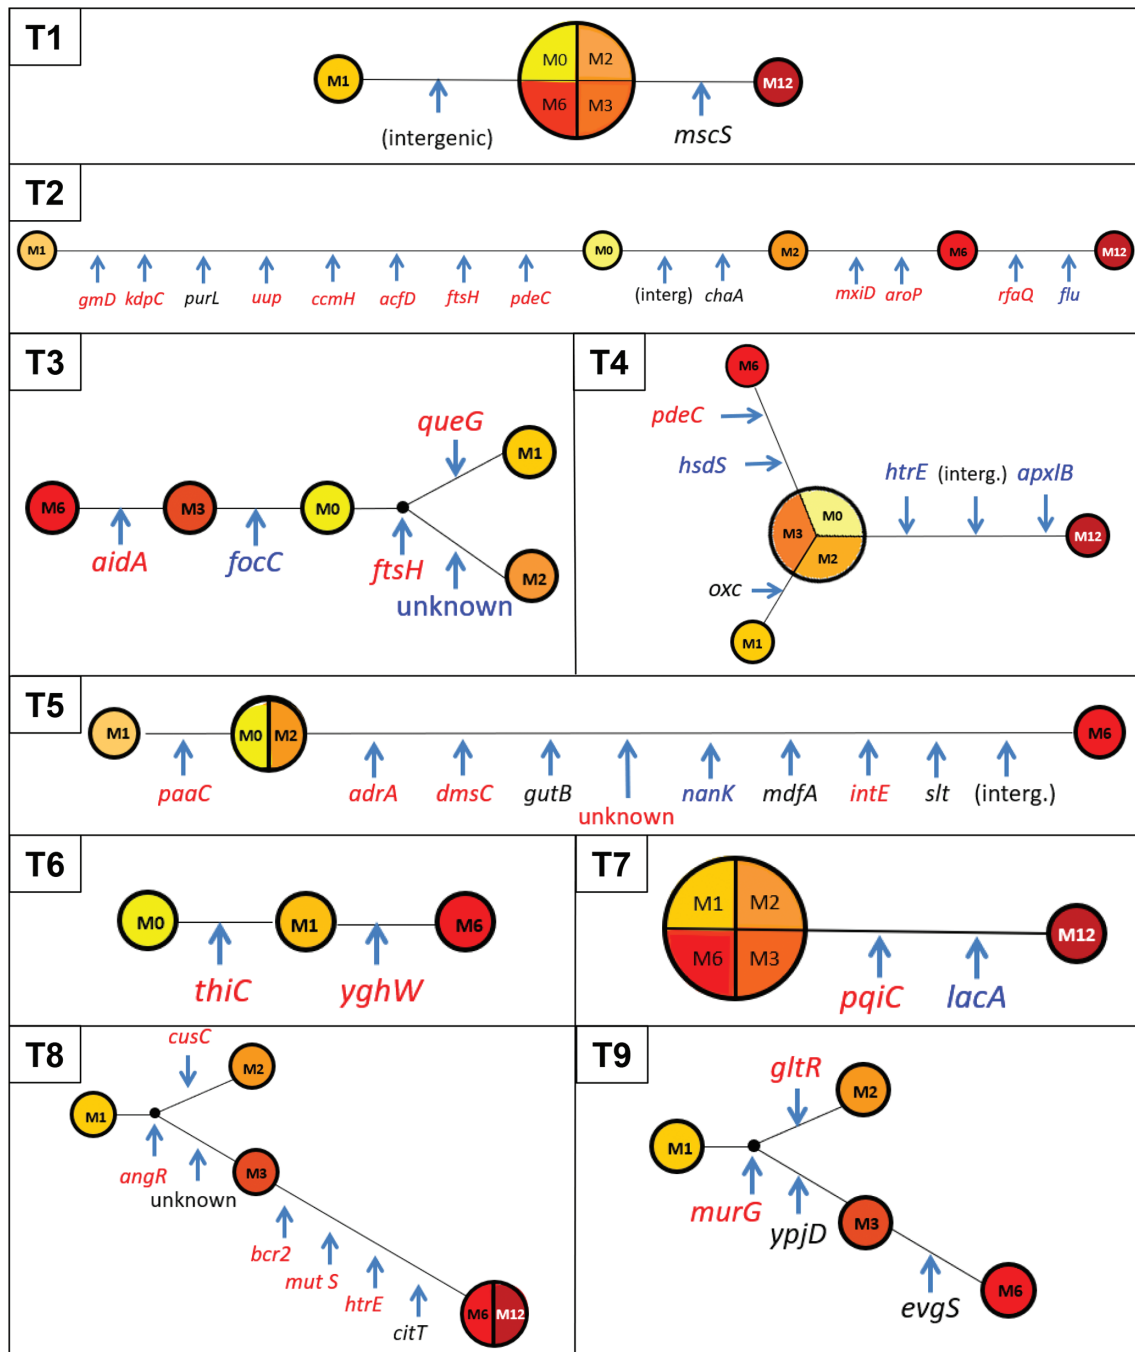 T1
M1
M0
M2
M6
M3
M12
(intergenic)
mscS
T2
M1
M0
M2
M6
M12
gmD
kdpC
purL
uup
ccmH
acfD
ftsH
pdeC
(interg)
chaA
mxiD
aroP
rfaQ
flu
T3
queG
M1
M6
M3
M0
aidA
focC
ftsH
M2
unknown
T4
M6
pdeC
hsdS
htrE
(interg.)
apxIB
M0
M3
M2
M12
oxc
M1
T5
M1
M0
M2
M6
paaC
adrA
dmsC
gutB
unknown
nanK
mdfA
intE
slt
(interg.)
T6
M0
M1
M6
thiC
yghW
T7
M1
M2
M6
M3
M12
pqiC
lacA
T8
cusC
M2
M1
angR
unknown
M3
bcr2
mut S
htrE
citT
M6
M12
T9
gltR
M2
M1
murG
ypjD
M3
evgS
M6